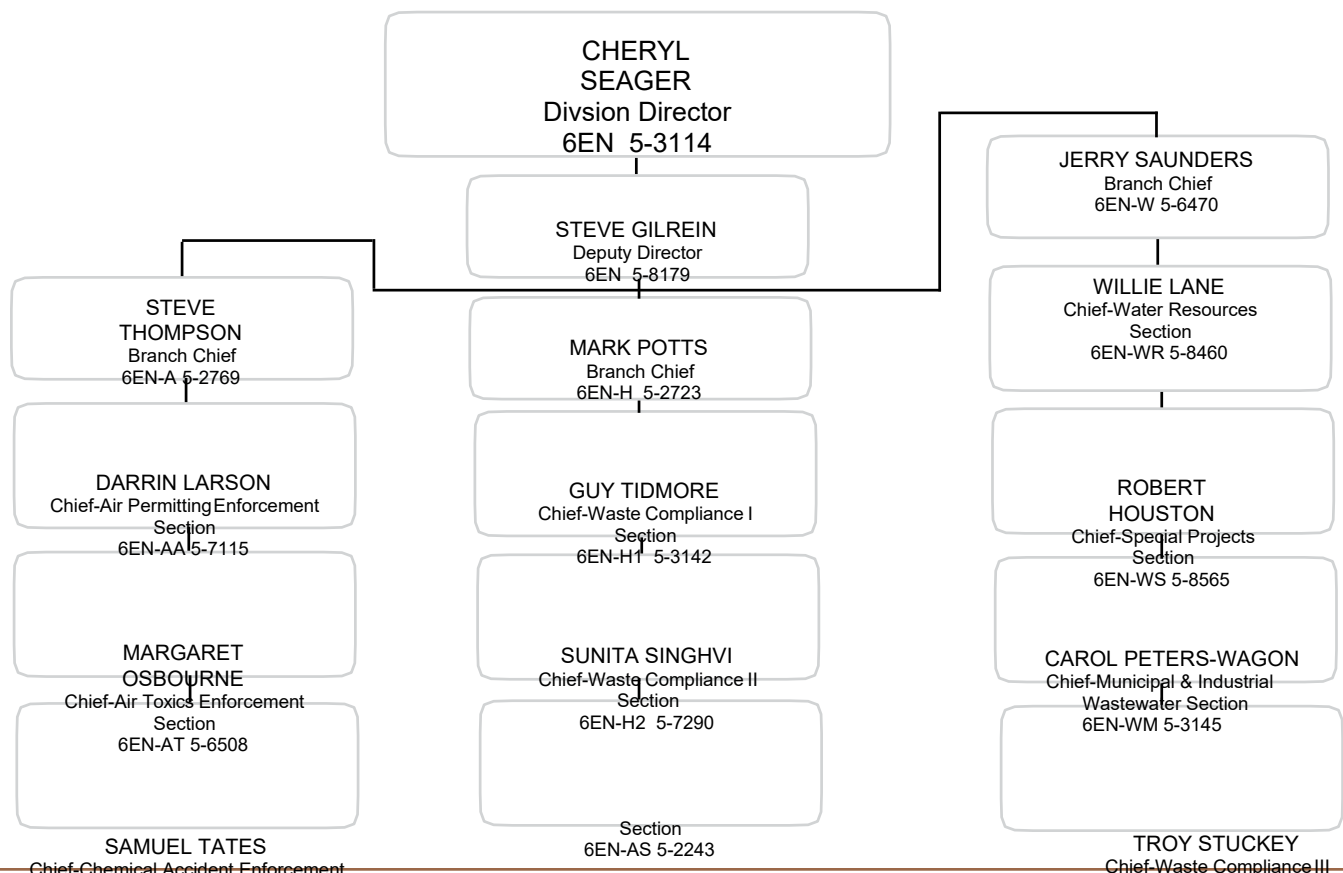 CHERYL
SEAGER
Divsion Director
6EN 5-3114
STEVE GILREIN
Deputy Director
6EN 5-8179
STEVE
THOMPSON
Branch Chief
6EN-A 5-2769
DARRIN LARSON
Chief-Air Permitting Enforcement
Section
6EN-AA 5-7115
MARGARET
OSBOURNE
Chief-Air Toxics Enforcement
Section
6EN-AT 5-6508
SAMUEL TATES
Chief-Chemical Accident Enforcement
MARK POTTS
Branch Chief
6EN-H 5-2723
GUY TIDMORE
Chief-Waste Compliance I
Section
6EN-H1 5-3142
SUNITA SINGHVI
Chief-Waste Compliance II
Section
6EN-H2 5-7290
Section
6EN-AS 5-2243
JERRY SAUNDERS
Branch Chief
6EN-W 5-6470
WILLIE LANE
Chief-Water Resources
Section
6EN-WR 5-8460
ROBERT
HOUSTON
Chief-Special Projects
Section
6EN-WS 5-8565
CAROL PETERS-WAGON
Chief-Municipal & Industrial
Wastewater Section
6EN-WM 5-3145
TROY STUCKEY
Chief-Waste Compliance III